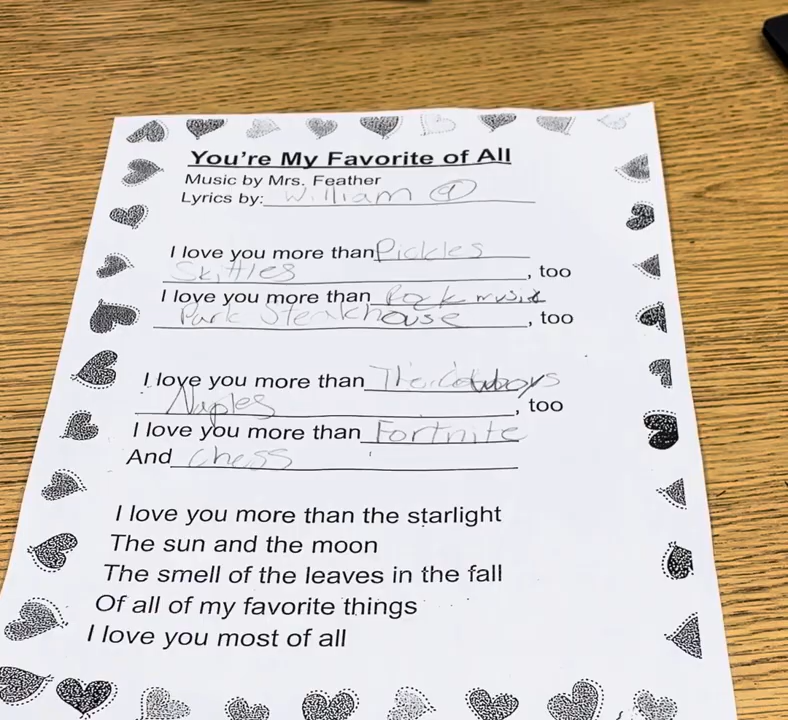 You're My Favorite of All
Music by Mrs. Feather
Lyrics by: William ①
I love you more than Pickles
Skittles, too
I love you more than Rock music
Park Steakhouse, too
I love you more than The Cowboys
Naples, too
I love you more than Fortnite
And Chess
I love you more than the starlight
The sun and the moon
The smell of the leaves in the fall
Of all of my favorite things
I love you most of all